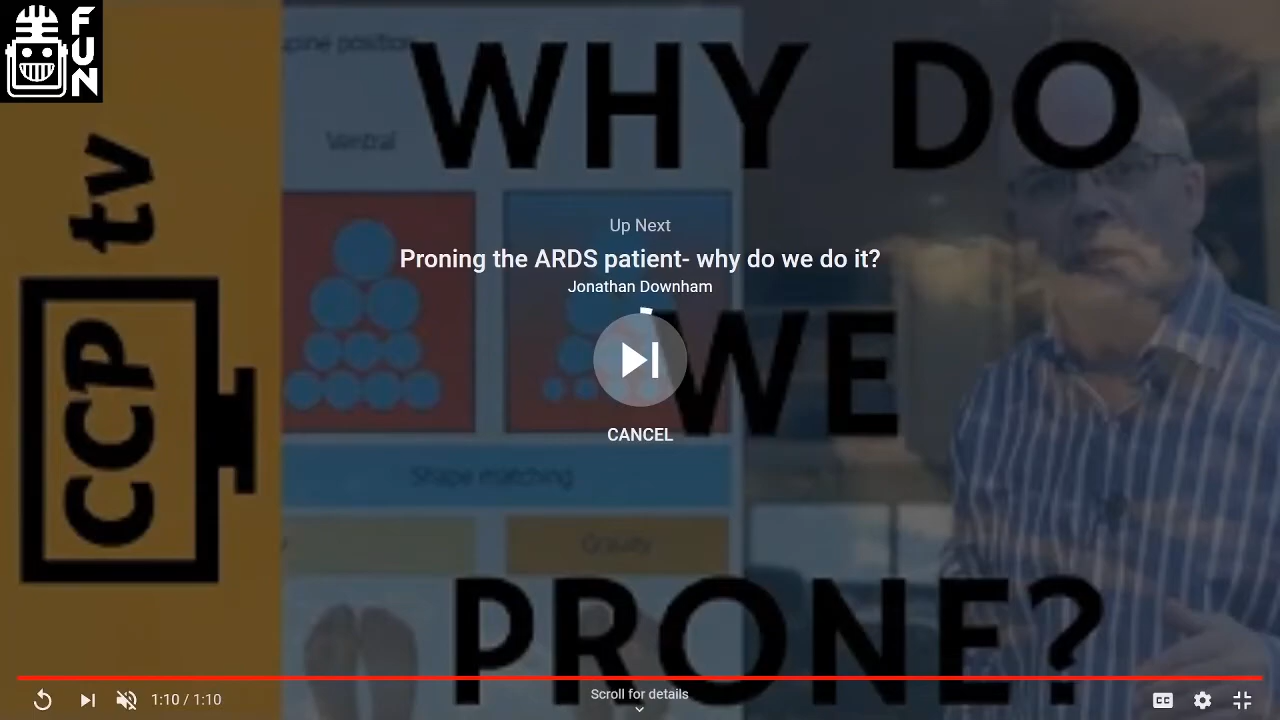 FUN
WHY DO
Ventral
tv
Up Next
Proning the ARDS patient- why do we do it?
Jonathan Downham
WE
CCP
CANCEL
Shape matching
Gravity
PRONE?
1:10 / 1:10
Scroll for details
CC